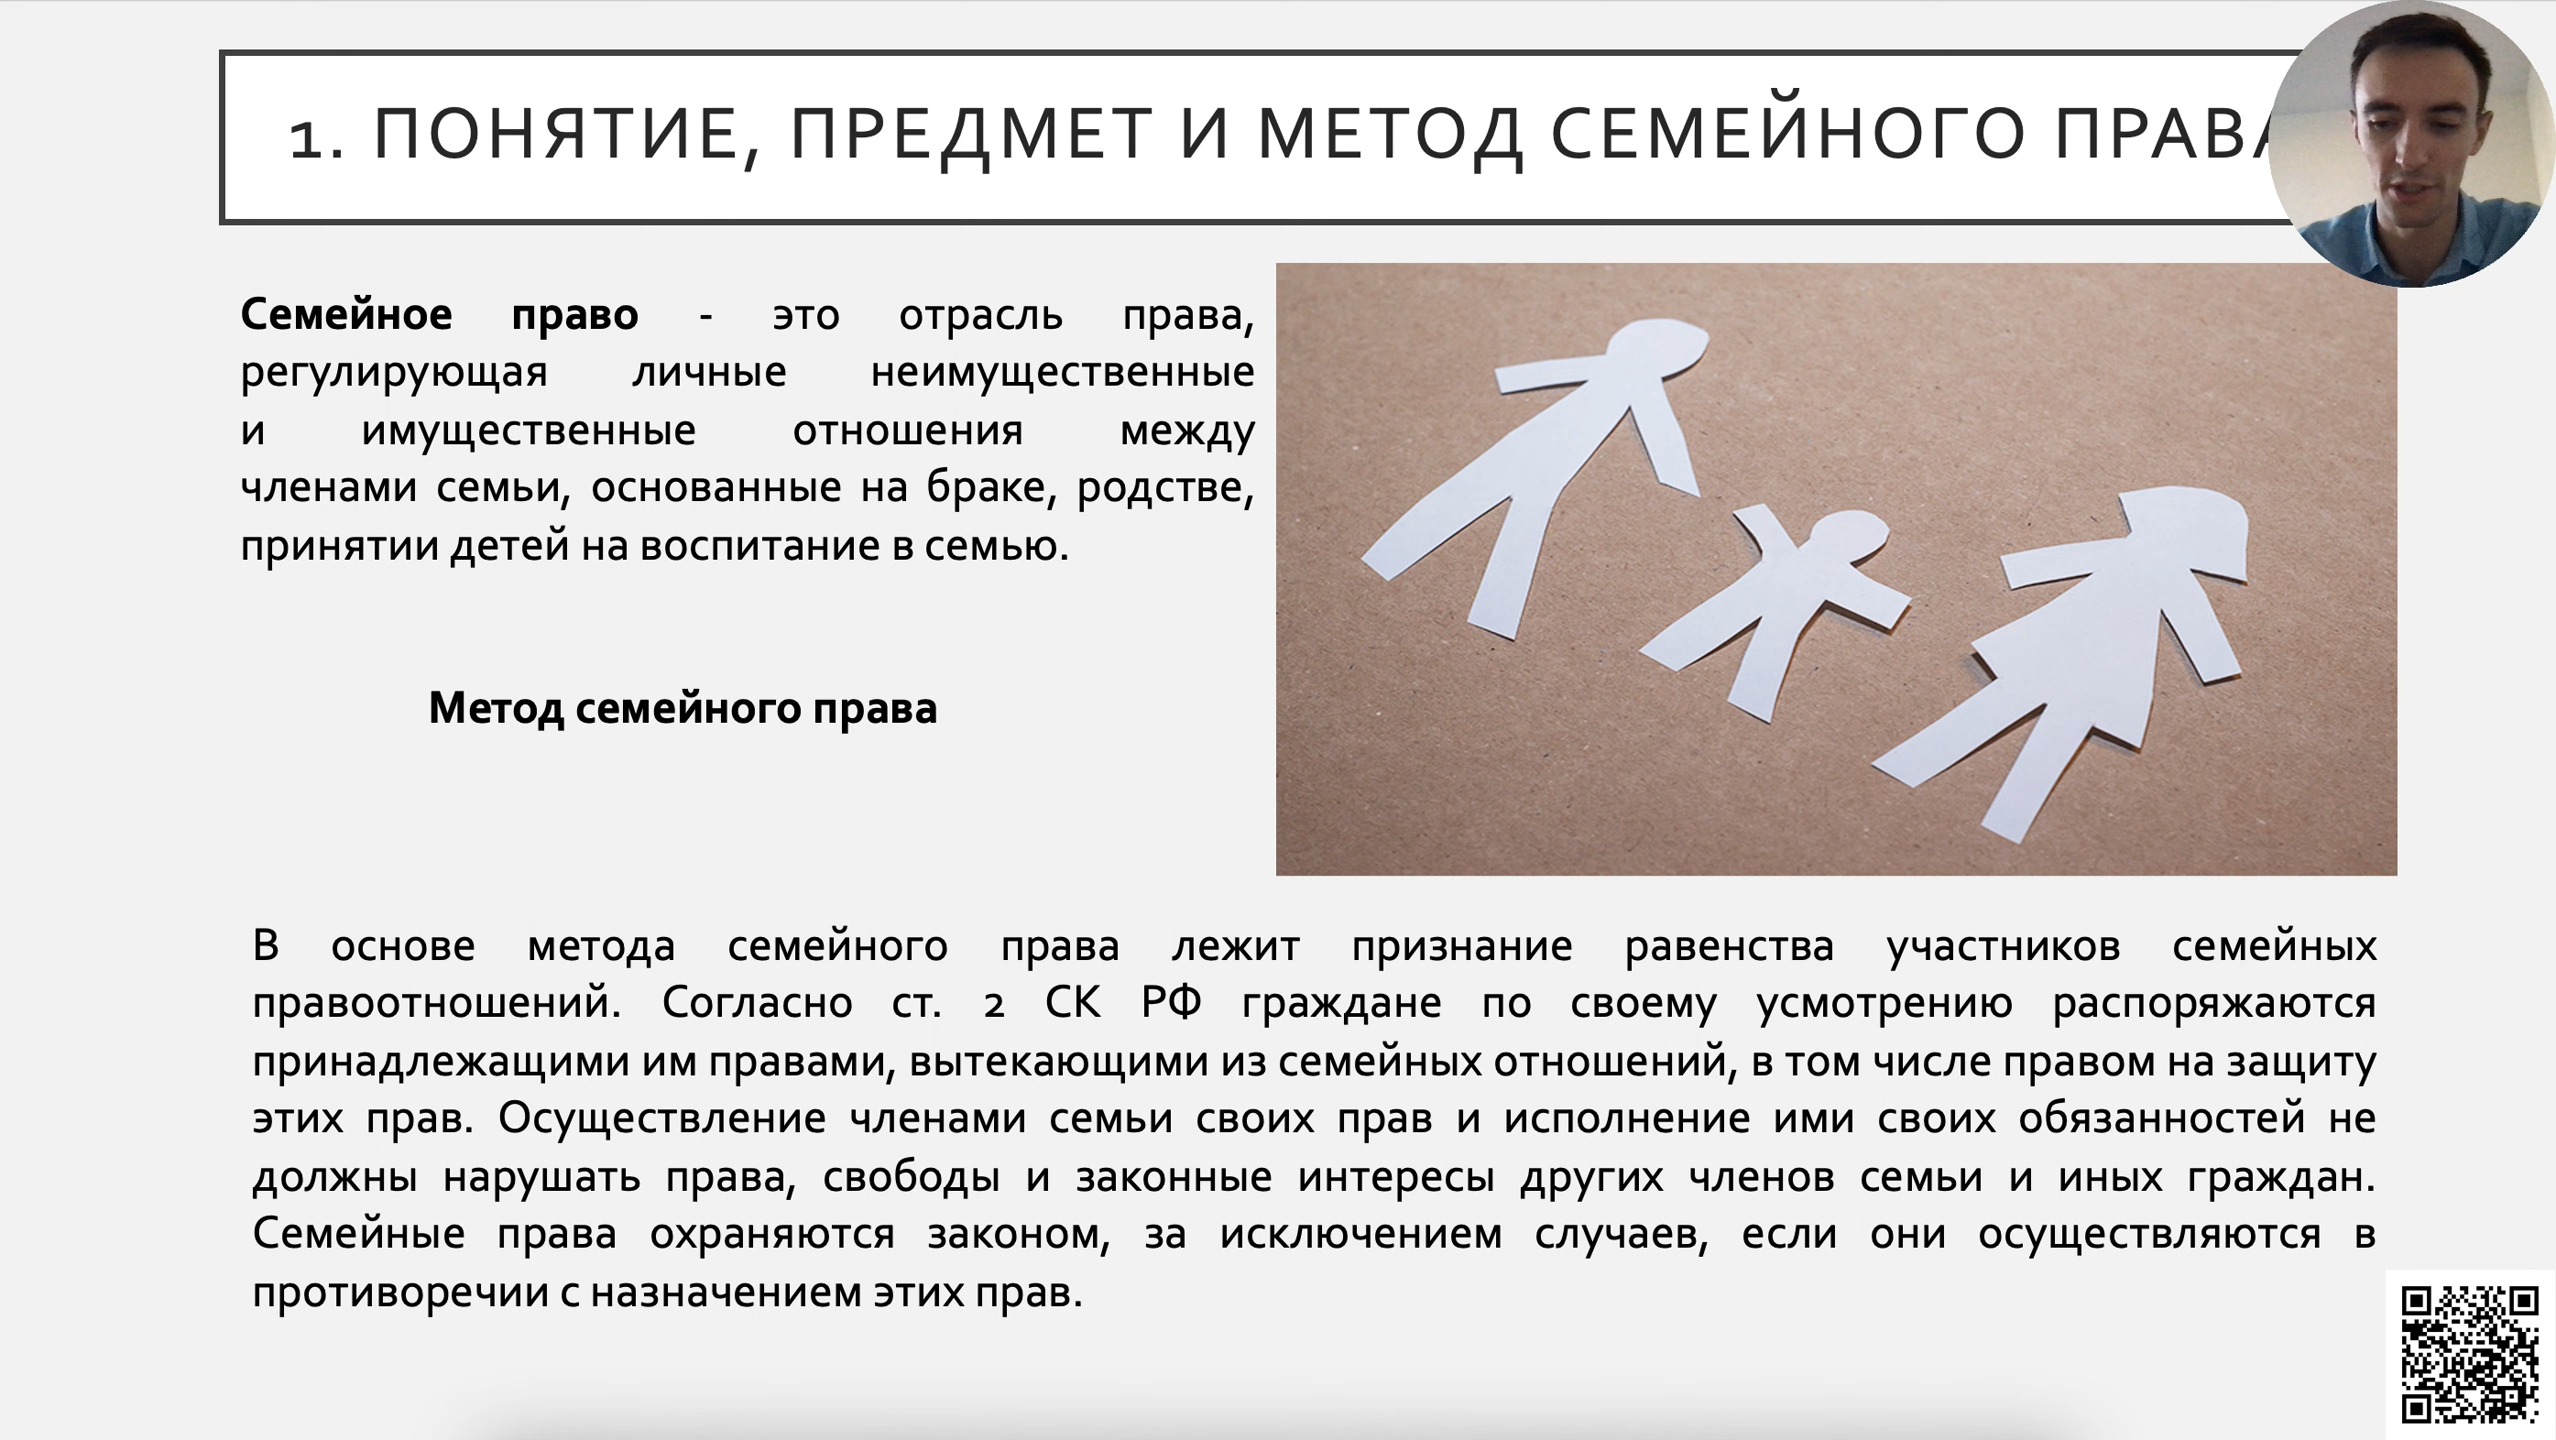 1. ПОНЯТИЕ, ПРЕДМЕТ И МЕТОД СЕМЕЙНОГО ПРАВА
Семейное право - это отрасль права,
регулирующая личные неимущественные
и имущественные отношения между
членами семьи, основанные на браке, родстве,
принятии детей на воспитание в семью.
Метод семейного права
В основе метода семейного права лежит признание равенства участников семейных
правоотношений. Согласно ст. 2 СК РФ граждане по своему усмотрению распоряжаются
принадлежащими им правами, вытекающими из семейных отношений, в том числе правом на защиту
этих прав. Осуществление членами семьи своих прав и исполнение ими своих обязанностей не
должны нарушать права, свободы и законные интересы других членов семьи и иных граждан.
Семейные права охраняются законом, за исключением случаев, если они осуществляются в
противоречии с назначением этих прав.